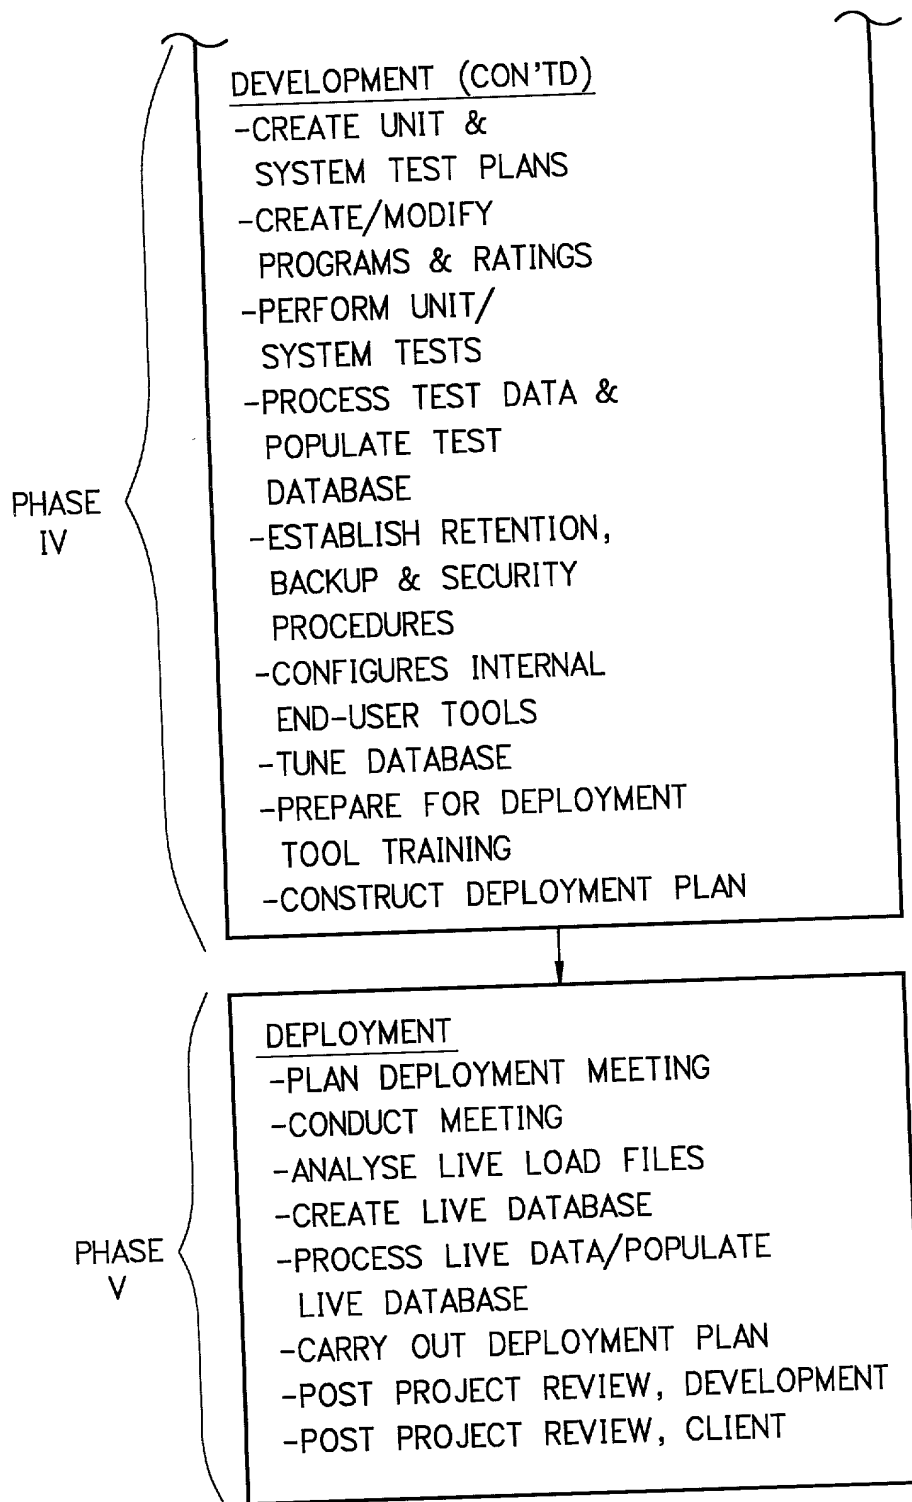 DEVELOPMENT (CON'TD)
-CREATE UNIT &
SYSTEM TEST PLANS
-CREATE/MODIFY
PROGRAMS & RATINGS
-PERFORM UNIT/
SYSTEM TESTS
-PROCESS TEST DATA &
POPULATE TEST
DATABASE
-ESTABLISH RETENTION,
BACKUP & SECURITY
PROCEDURES
-CONFIGURES INTERNAL
END-USER TOOLS
-TUNE DATABASE
-PREPARE FOR DEPLOYMENT
TOOL TRAINING
-CONSTRUCT DEPLOYMENT PLAN
PHASE
IV
DEPLOYMENT
-PLAN DEPLOYMENT MEETING
-CONDUCT MEETING
-ANALYSE LIVE LOAD FILES
-CREATE LIVE DATABASE
-PROCESS LIVE DATA/POPULATE
LIVE DATABASE
-CARRY OUT DEPLOYMENT PLAN
-POST PROJECT REVIEW, DEVELOPMENT
-POST PROJECT REVIEW, CLIENT
PHASE
V